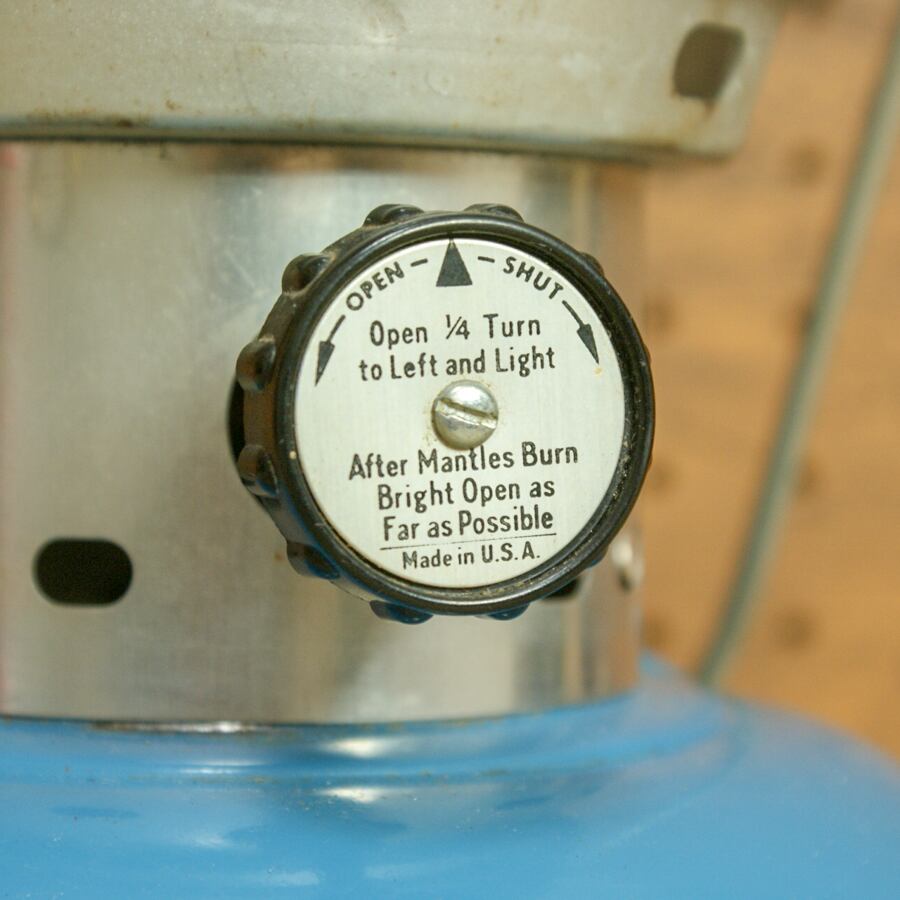 OPEN – – SHUT
Open ¼ Turn
to Left and Light
After Mantles Burn
Bright Open as
Far as Possible
Made in U.S.A.